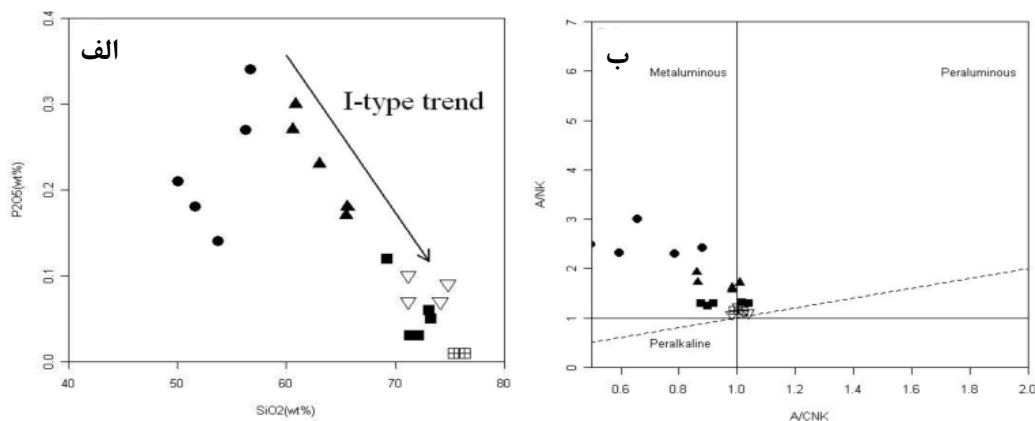 الف
I-type trend
P2O5(wt%)
0.0
0.1
0.2
0.3
0.4
40
50
60
70
80
SiO2(wt%)
ب
Metaluminous
Peraluminous
Peralkaline
A/NK
0
1
2
3
4
5
6
7
0.6
0.8
1.0
1.2
1.4
1.6
1.8
2.0
A/CNK